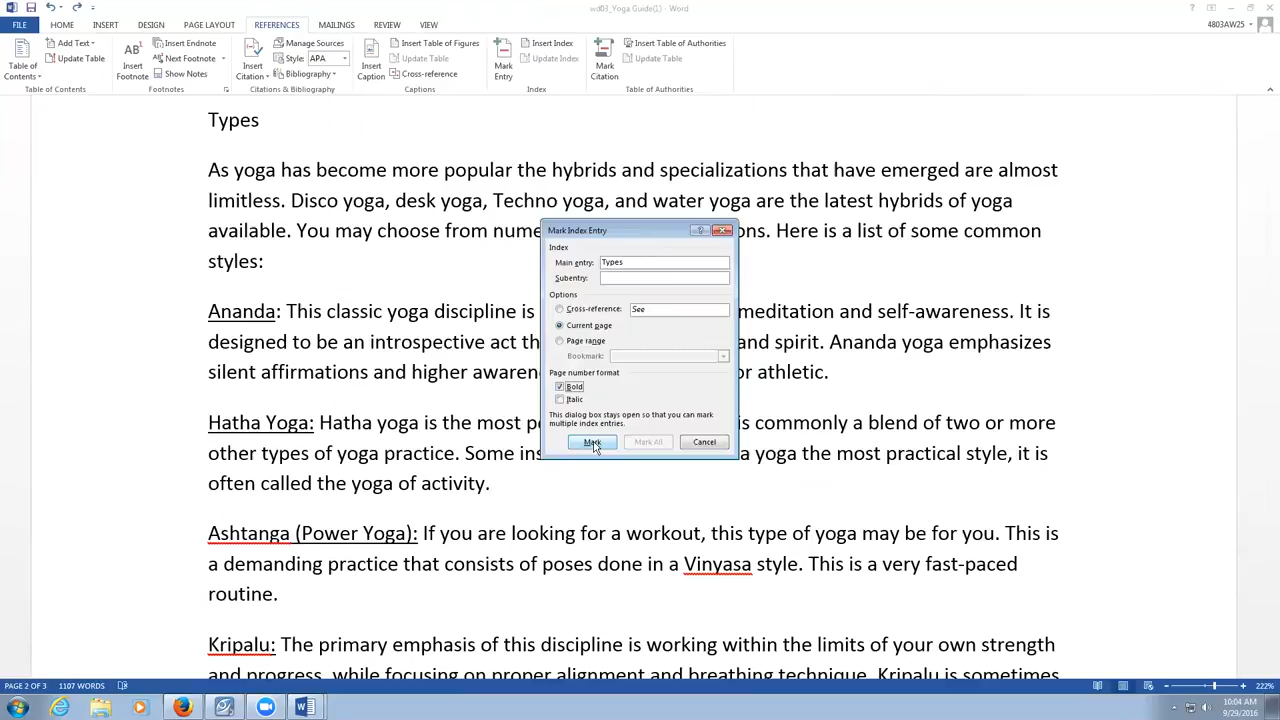 wd03_Yoga Guide(1) - Word
FILE HOME INSERT DESIGN PAGE LAYOUT REFERENCES MAILINGS REVIEW VIEW 4803AW25
Table of Contents
Add Text
Update Table
Table of Contents
AB1
Insert Footnote
Insert Endnote
Next Footnote
Show Notes
Footnotes
Insert Citation
Manage Sources
Style: APA
Bibliography
Citations & Bibliography
Insert Caption
Insert Table of Figures
Update Table
Cross-reference
Captions
Mark Entry
Insert Index
Update Index
Index
Mark Citation
Insert Table of Authorities
Update Table
Table of Authorities
Types
As yoga has become more popular the hybrids and specializations that have emerged are almost
limitless. Disco yoga, desk yoga, Techno yoga, and water yoga are the latest hybrids of yoga
available. You may choose from nume ons. Here is a list of some common
styles:
Ananda: This classic yoga discipline is meditation and self-awareness. It is
designed to be an introspective act th and spirit. Ananda yoga emphasizes
silent affirmations and higher awaren or athletic.
Hatha Yoga: Hatha yoga is the most po is commonly a blend of two or more
other types of yoga practice. Some ins a yoga the most practical style, it is
often called the yoga of activity.
Ashtanga (Power Yoga): If you are looking for a workout, this type of yoga may be for you. This is
a demanding practice that consists of poses done in a Vinyasa style. This is a very fast-paced
routine.
Kripalu: The primary emphasis of this discipline is working within the limits of your own strength
and progress, while focusing on proper alignment and breathing technique. Kripalu is sometimes
Mark Index Entry
Index
Main entry: Types
Subentry:
Options
Cross-reference: See
Current page
Page range
Bookmark:
Page number format
Bold
Italic
This dialog box stays open so that you can mark
multiple index entries.
Mark Mark All Cancel
PAGE 2 OF 3 1107 WORDS 222%
10:04 AM
9/29/2016